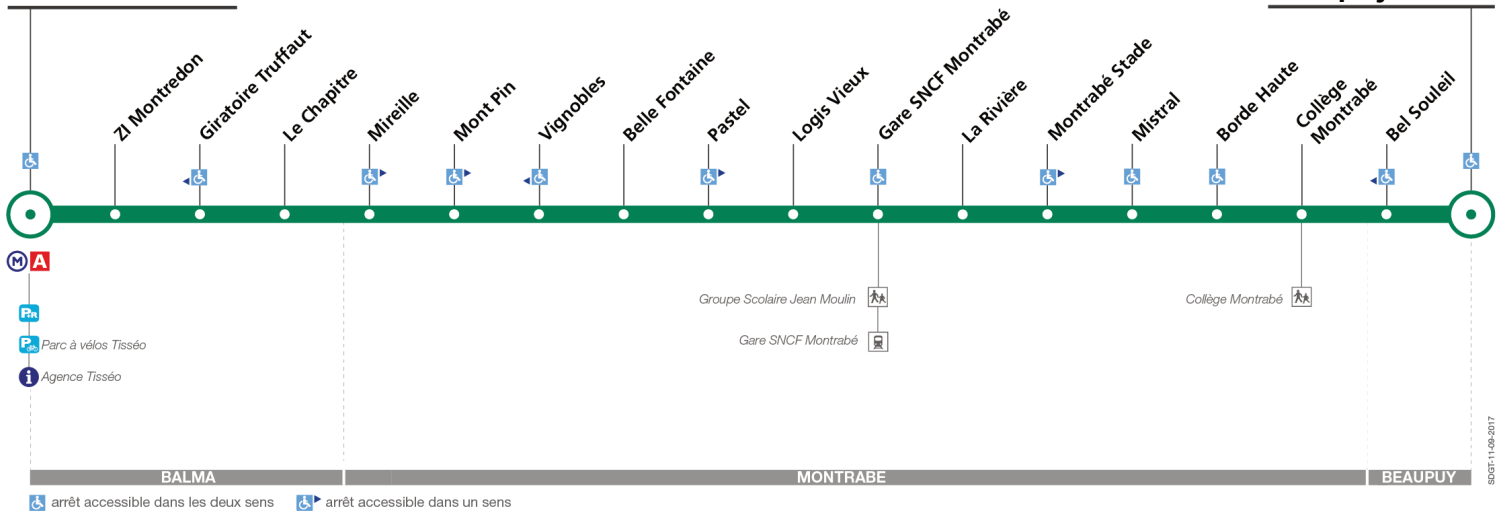 ZI Montredon
Giratoire Truffaut
Le Chapitre
Mireille
Mont Pin
Vignobles
Belle Fontaine
Pastel
Logis Vieux
Gare SNCF Montrabé
La Rivière
Montrabé Stade
Mistral
Borde Haute
Collège
Montrabé
Bel Souleil
M A
P+R
Parc à vélos Tisséo
Agence Tisséo
Groupe Scolaire Jean Moulin
Gare SNCF Montrabé
Collège Montrabé
BALMA
MONTRABE
BEAUPUY
arrêt accessible dans les deux sens
arrêt accessible dans un sens
SDGT-11-09-2017